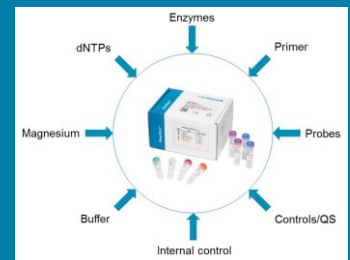 Enzymes
dNTPs
Primer
Magnesium
Probes
Buffer
Controls/QS
Internal control